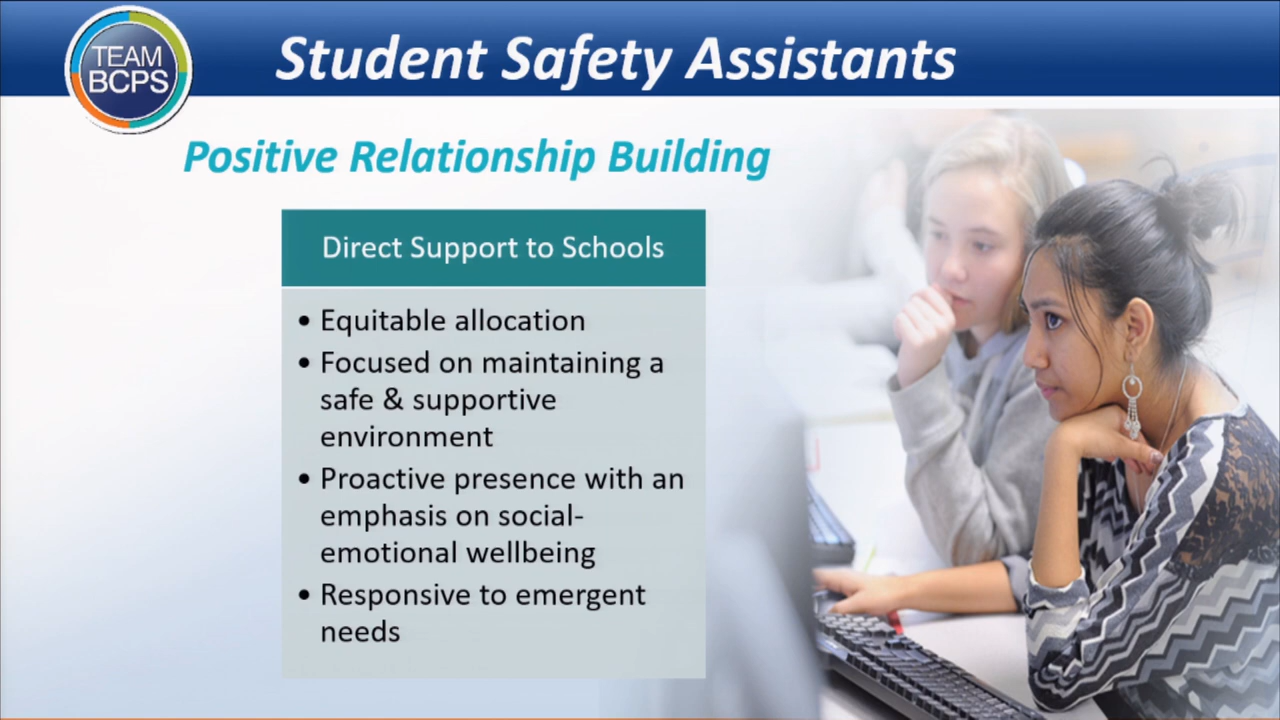 TEAM
BCPS
Student Safety Assistants
Positive Relationship Building
Direct Support to Schools
• Equitable allocation
• Focused on maintaining a
safe & supportive
environment
• Proactive presence with an
emphasis on social-
emotional wellbeing
• Responsive to emergent
needs